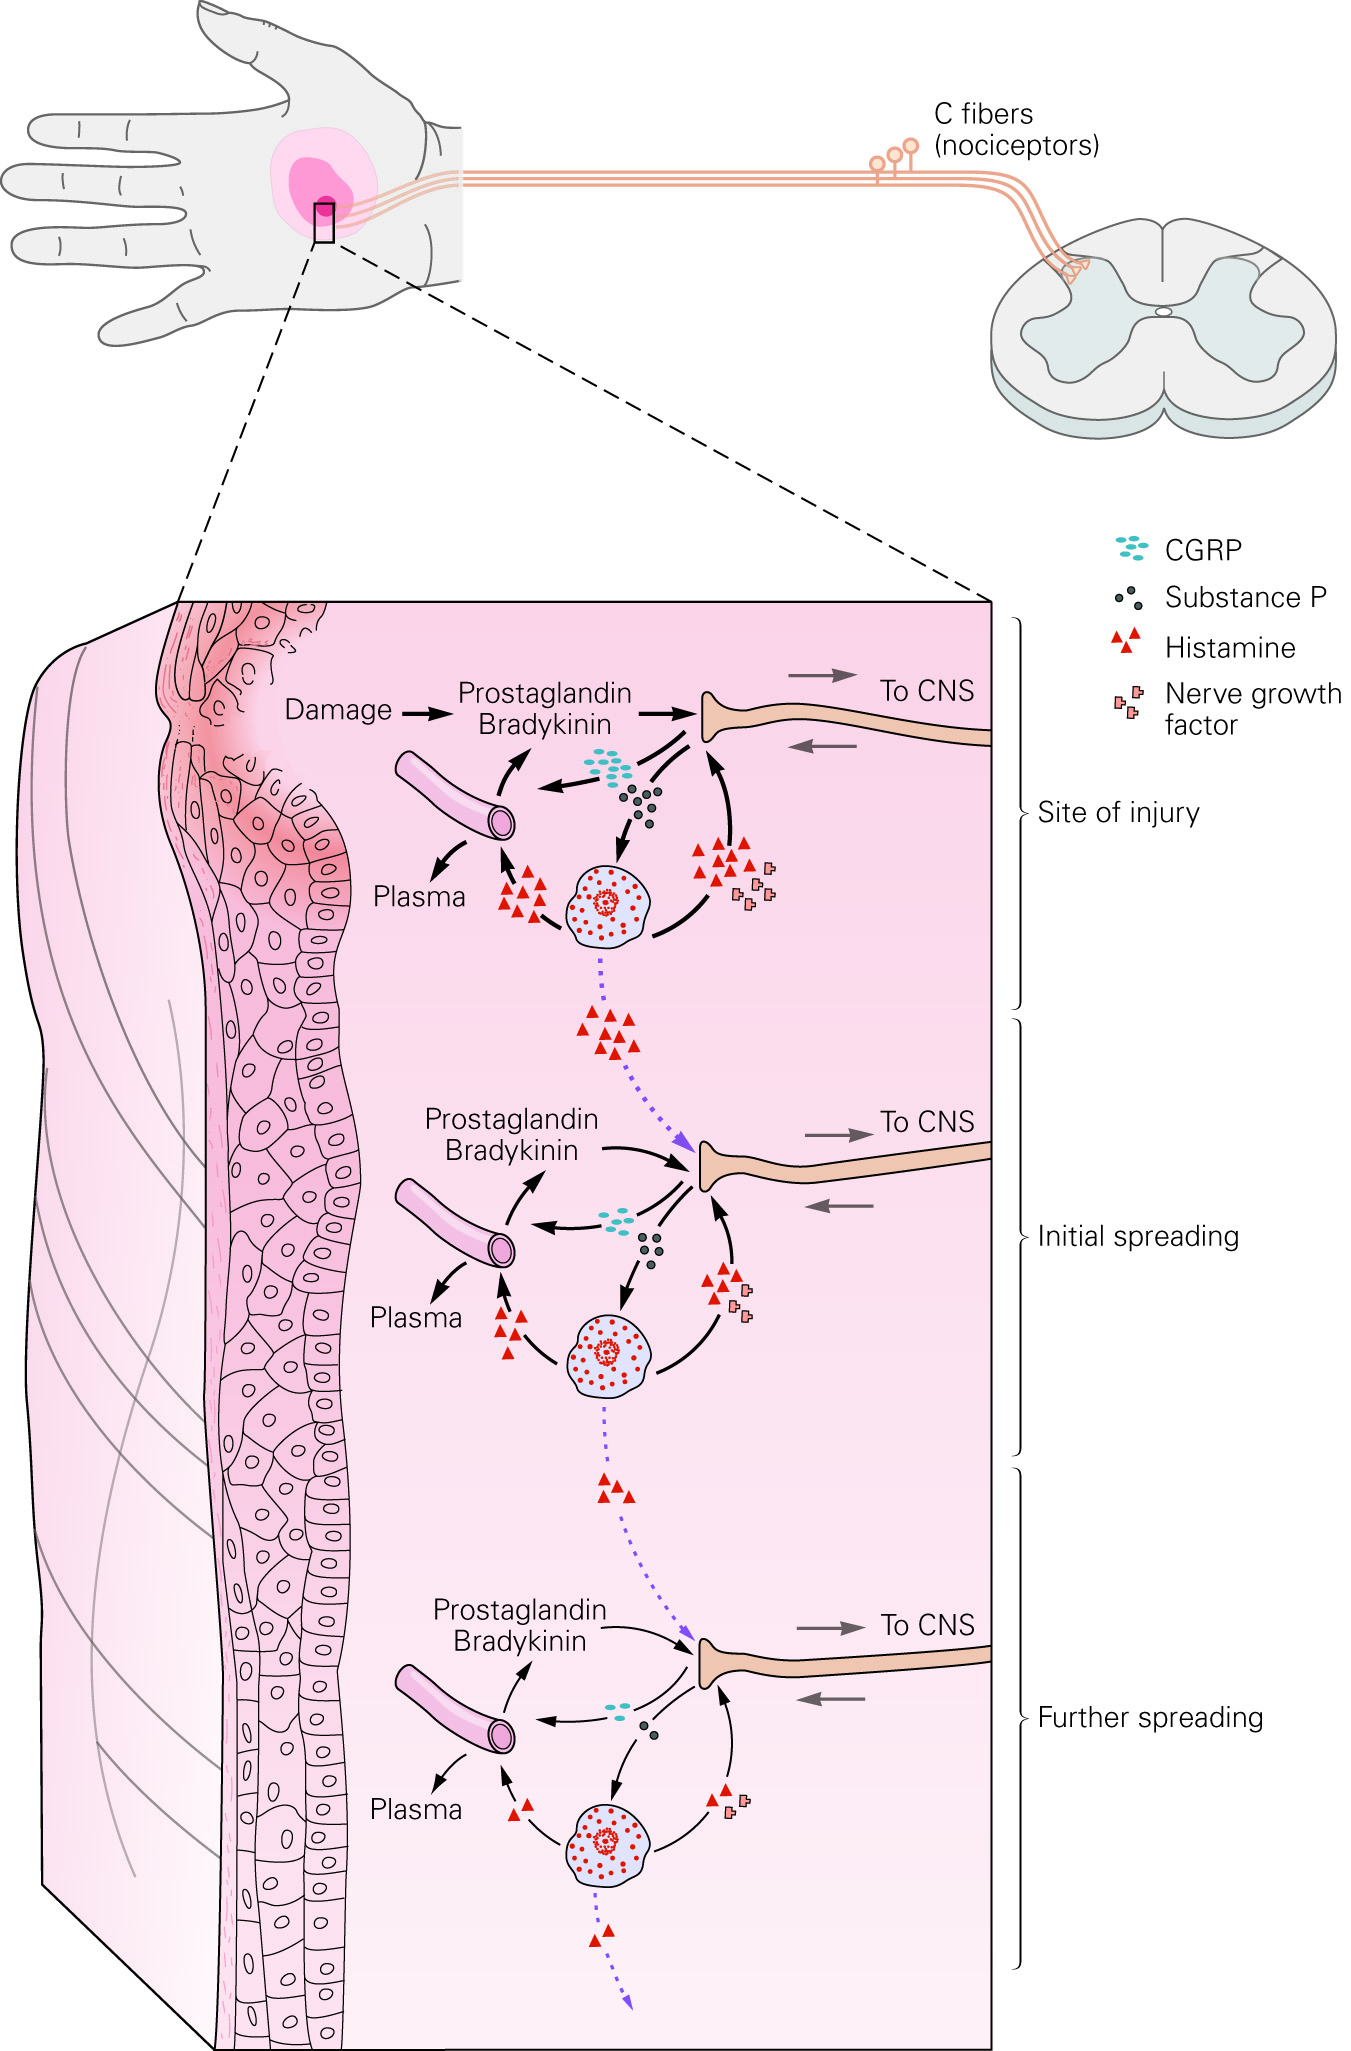 C fibers
(nociceptors)
CGRP
Substance P
Histamine
Nerve growth
factor
Damage
Prostaglandin
Bradykinin
To CNS
Plasma
Site of injury
Prostaglandin
Bradykinin
To CNS
Plasma
Initial spreading
Prostaglandin
Bradykinin
To CNS
Plasma
Further spreading